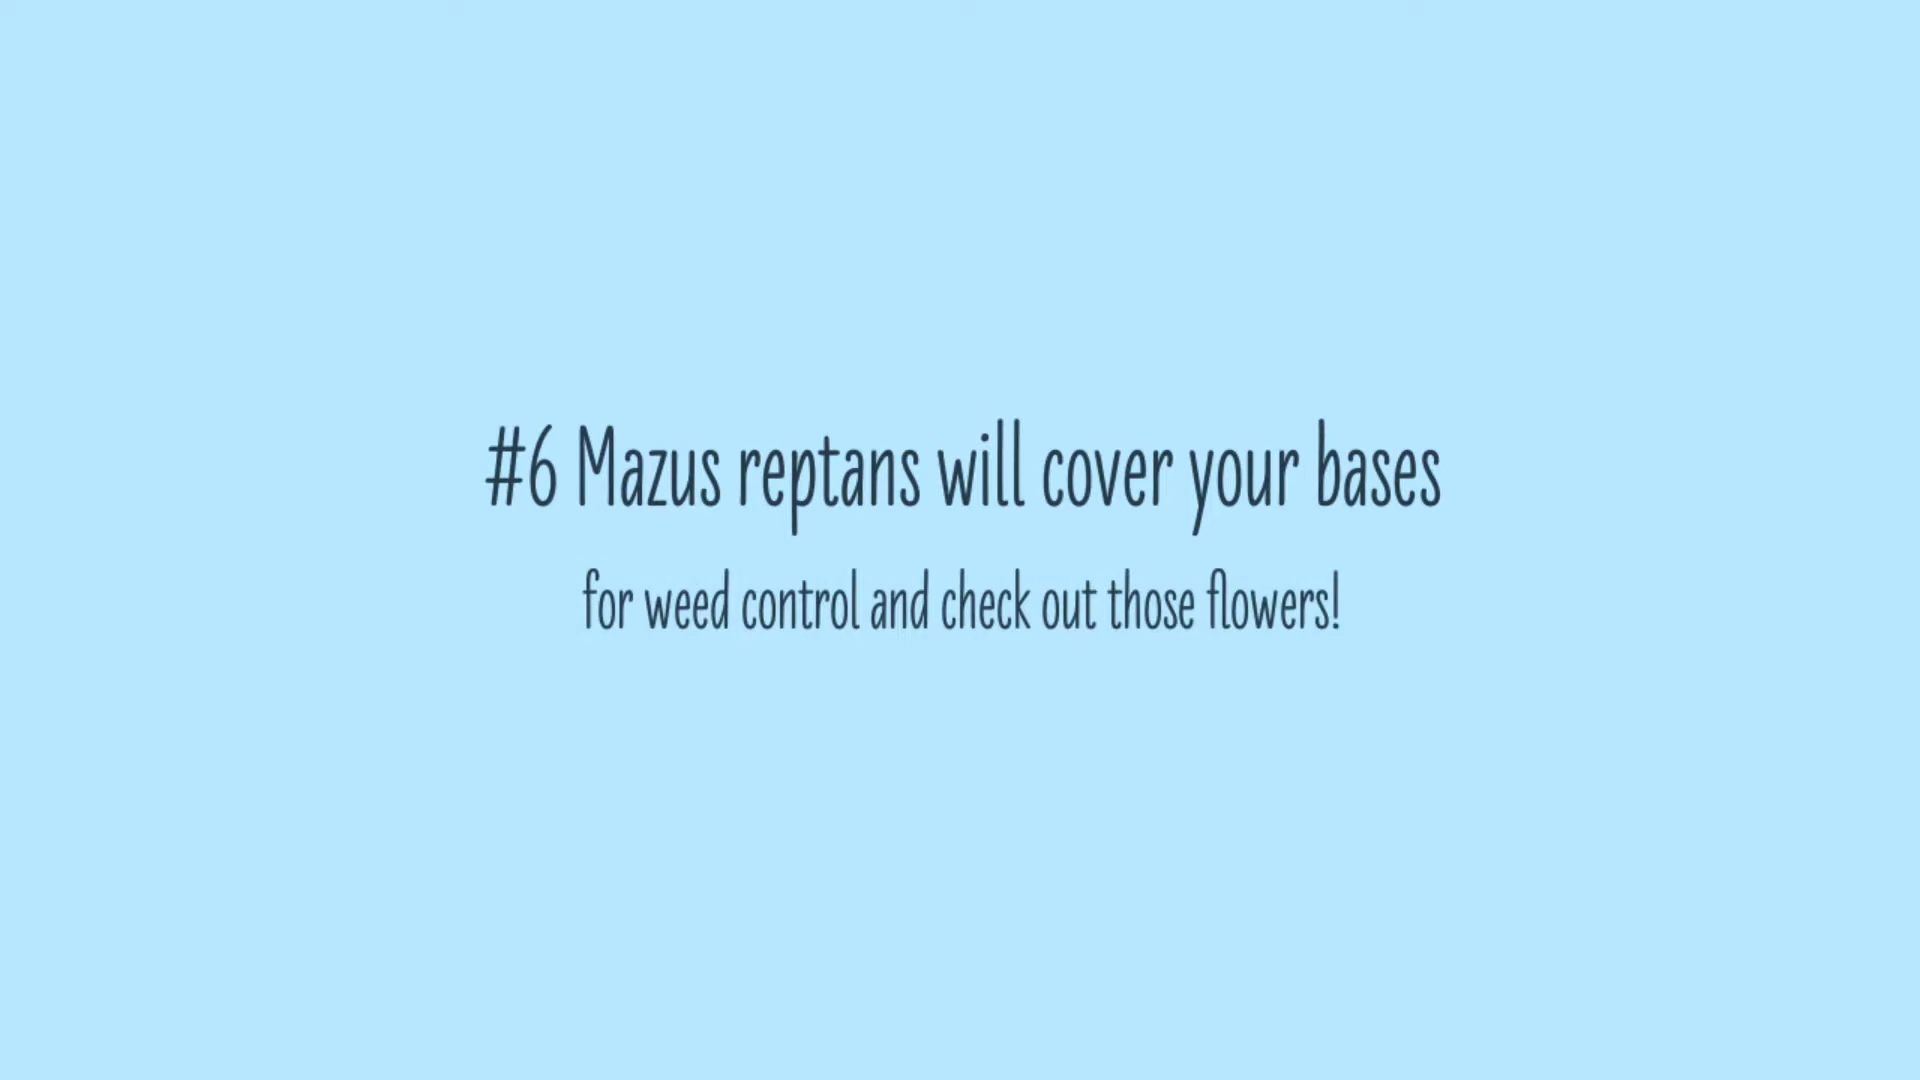 #6 Mazus reptans will cover your bases
for weed control and check out those flowers!